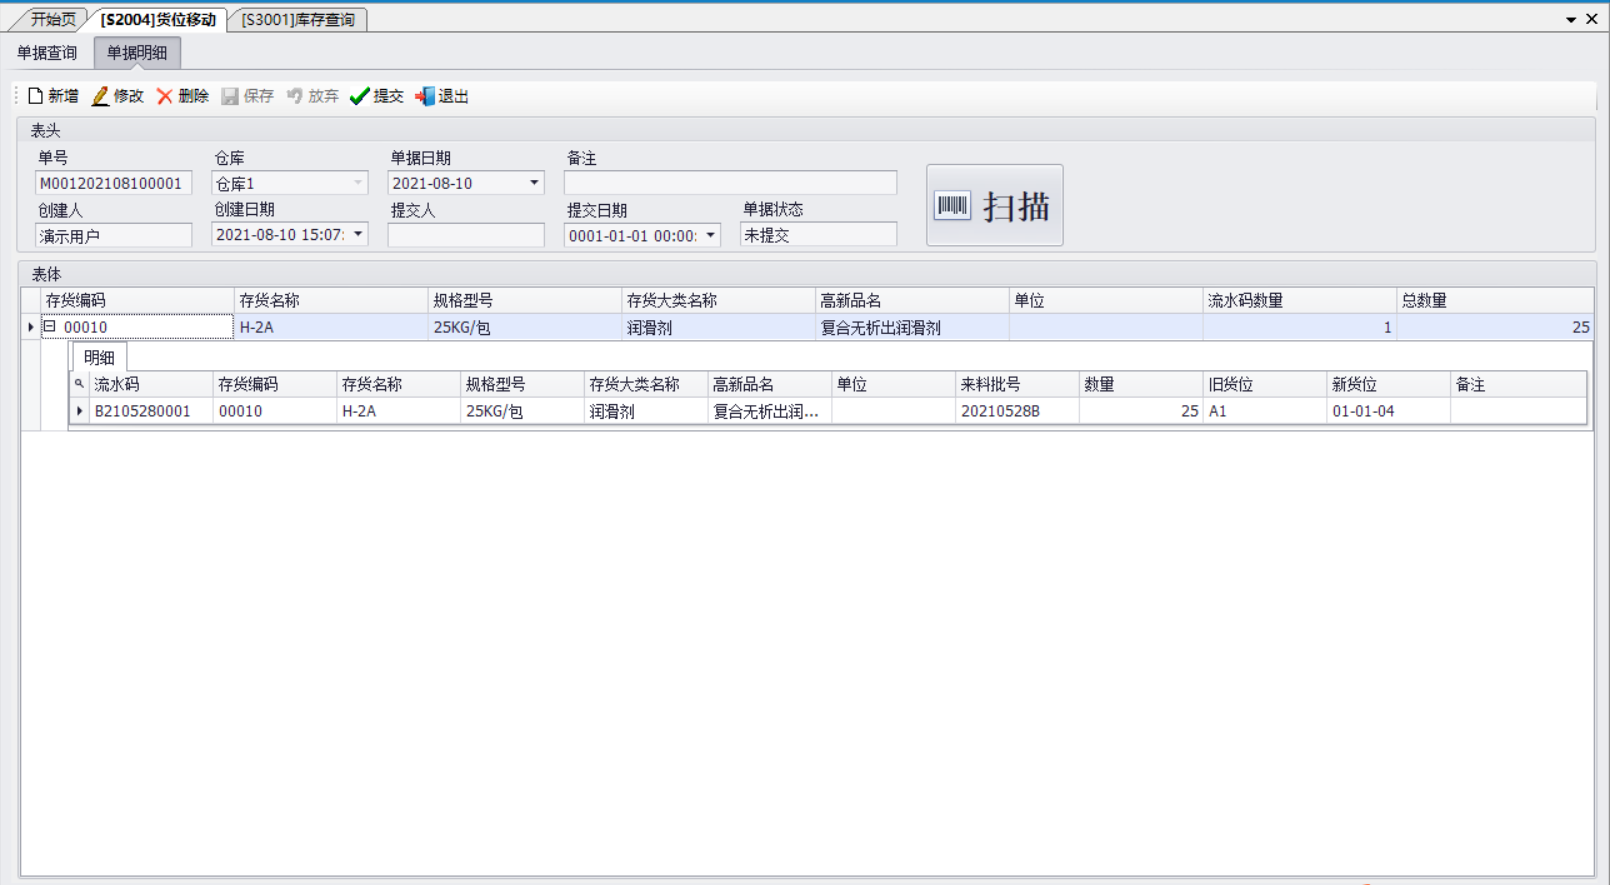 开始页 [S2004]货位移动 [S3001]库存查询
单据查询 单据明细
新增 修改 删除 保存 放弃 提交 退出
表头
单号 仓库 单据日期 备注
M001202108100001 仓库1 2021-08-10
扫描
创建人 创建日期 提交人 提交日期 单据状态
演示用户 2021-08-10 15:07: 0001-01-01 00:00: 未提交
表体
存货编码 存货名称 规格型号 存货大类名称 高新品名 单位 流水码数量 总数量
00010 H-2A 25KG/包 润滑剂 复合无析出润滑剂 1 25
明细
流水码 存货编码 存货名称 规格型号 存货大类名称 高新品名 单位 来料批号 数量 旧货位 新货位 备注
B2105280001 00010 H-2A 25KG/包 润滑剂 复合无析出润... 20210528B 25 A1 01-01-04